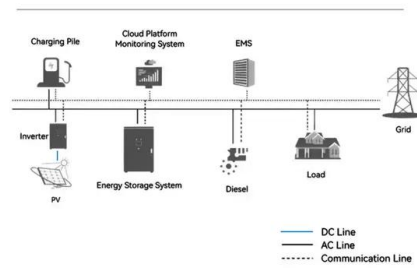 Charging Pile
Cloud Platform
Monitoring System
EMS
Grid
Inverter
PV
Energy Storage System
Diesel
Load
DC Line
AC Line
Communication Line